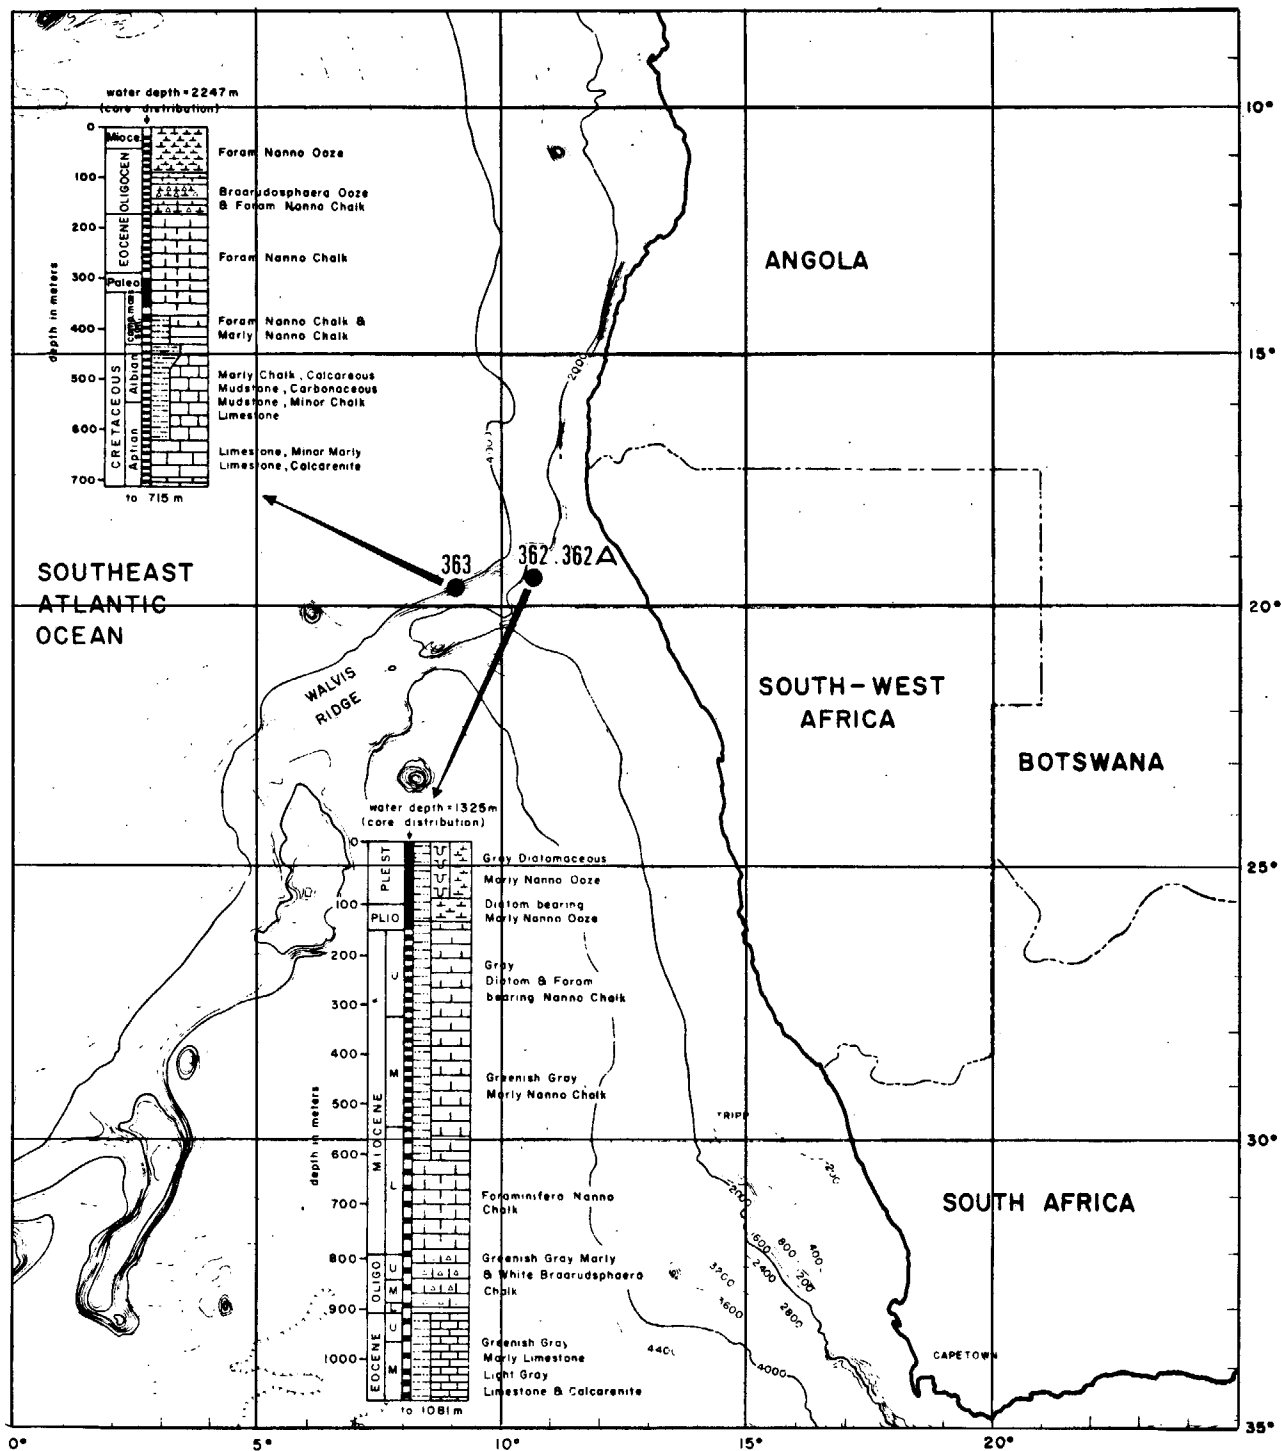 water depth = 2247 m
(core distribution)
0
100
200
300
400
500
600
700
depth in meters
Mioce
OLIGOCEN
EOCENE
Paleo
CRETACEOUS
Albian
Aptian
Foram Nanno Ooze
Braarudosphaera Ooze
& Foram Nanno Chalk
Foram Nanno Chalk
Foram Nanno Chalk &
Marly Nanno Chalk
Marly Chalk, Calcareous
Mudstone, Carbonaceous
Mudstone, Minor Chalk
Limestone
Limestone, Minor Marly
Limestone, Calcarenite
to 715 m
10°
ANGOLA
15°
2000
4000
363
362. 362A
SOUTHEAST
ATLANTIC
OCEAN
20°
WALVIS
RIDGE
SOUTH-WEST
AFRICA
BOTSWANA
water depth = 1325m
(core distribution)
0
100
200
300
400
500
600
700
800
900
1000
depth in meters
PLEIST
PLIO
MIOCENE
U
M
L
OLIGO
U
M
L
EOCENE
U
M
Gray Diatomaceous
Marly Nanno Ooze
Diatom bearing
Marly Nanno Ooze
Gray
Diatom & Foram
bearing Nanno Chalk
Greenish Gray
Marly Nanno Chalk
Foraminifera Nanno
Chalk
Greenish Gray Marly
& White Braarudsphaera
Chalk
Greenish Gray
Marly Limestone
Light Gray
Limestone & Calcarenite
to 1081m
25°
TRIPP
30°
200
2000
SOUTH AFRICA
1600
800
400
2400
200
3200
3600
2800
4400
4000
CAPETOWN
35°
0°
5°
10°
15°
20°